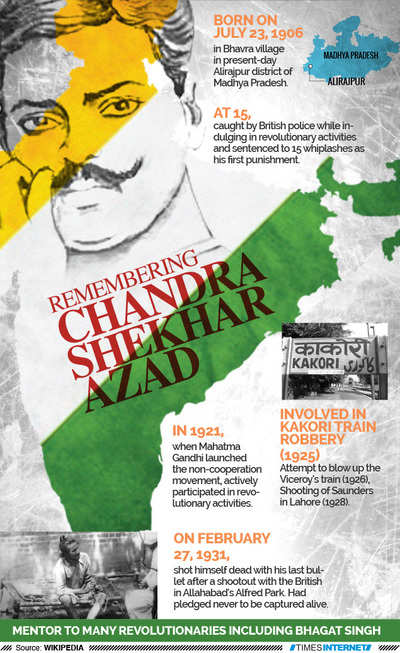 BORN ON
JULY 23, 1906
in Bhavra village
in present-day
Alirajpur district of
Madhya Pradesh.
MADHYA PRADESH
ALIRAJPUR
AT 15,
caught by British police while in-
dulging in revolutionary activities
and sentenced to 15 whiplashes as
his first punishment.
REMEMBERING
CHANDRA
SHEKHAR
AZAD
काकोरी
KAKORI
کاکوری
IN 1921,
when Mahatma
Gandhi launched
the non-cooperation
movement, actively
participated in revo-
lutionary activities.
INVOLVED IN
KAKORI TRAIN
ROBBERY
(1925)
Attempt to blow up the
Viceroy's train (1926),
Shooting of Saunders
in Lahore (1928).
ON FEBRUARY
27, 1931,
shot himself dead with his last bul-
let after a shootout with the British
in Allahabad's Alfred Park. Had
pledged never to be captured alive.
MENTOR TO MANY REVOLUTIONARIES INCLUDING BHAGAT SINGH
Source: WIKIPEDIA
TIMESINTERNET